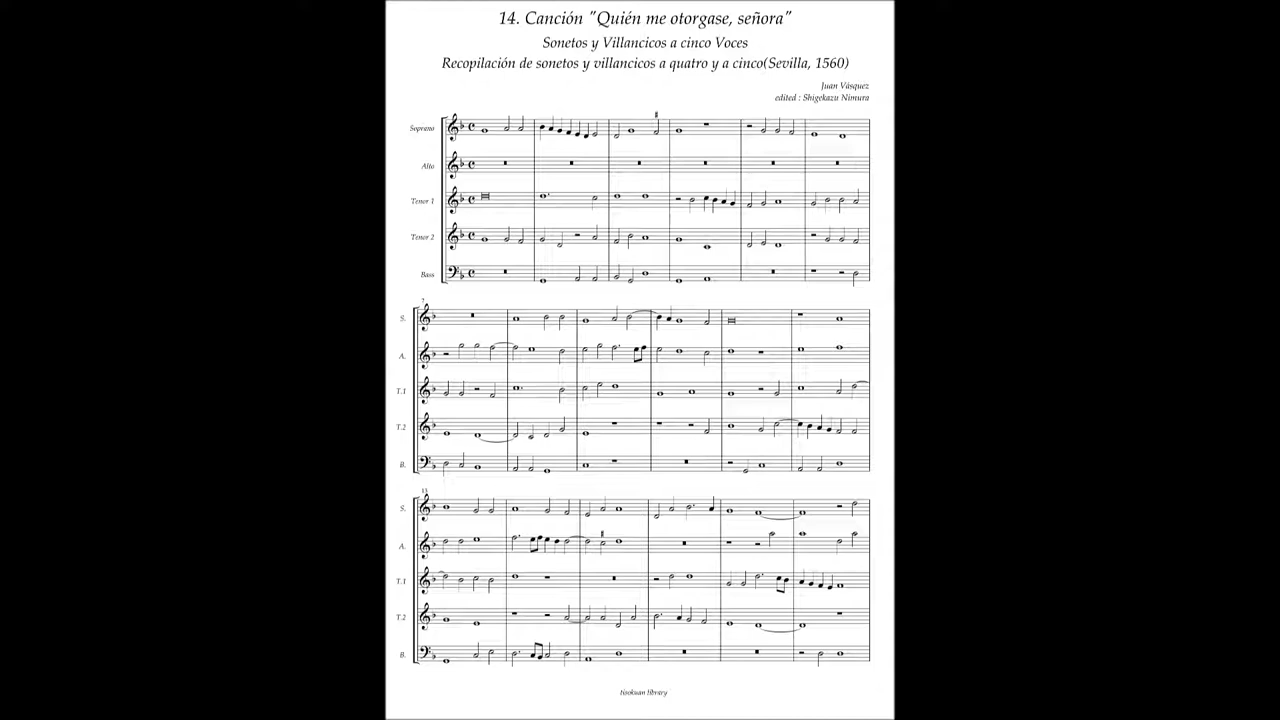 14. Canción "Quién me otorgase, señora"
Sonetos y Villancicos a cinco Voces
Recopilación de sonetos y villancicos a quatro y a cinco(Sevilla, 1560)
Juan Vásquez
edited : Shigekazu Nimura
Soprano
Alto
Tenor 1
Tenor 2
Bass
7
S.
A.
T.1
T.2
B.
13
S.
A.
T.1
T.2
B.
tisokuan library